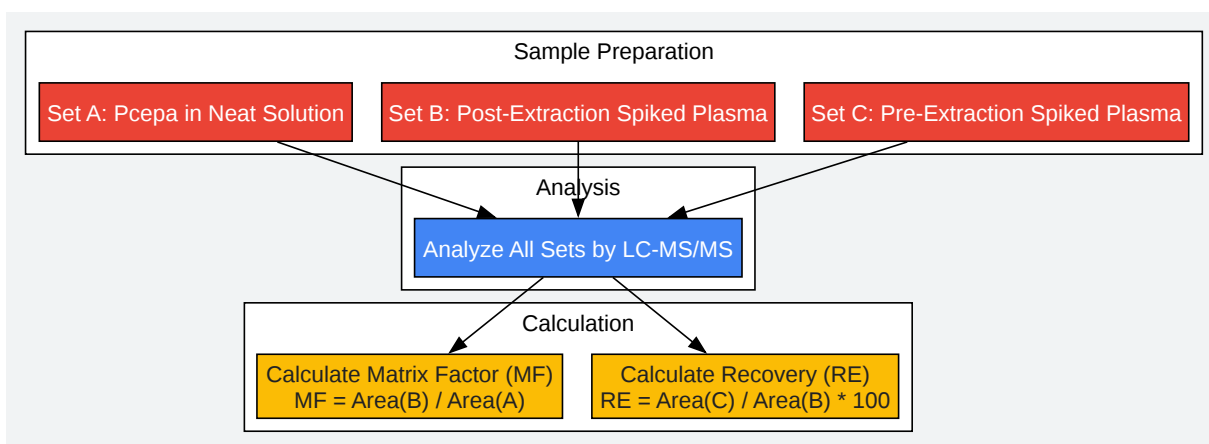 Sample Preparation
Set A: Pcepa in Neat Solution
Set B: Post-Extraction Spiked Plasma
Set C: Pre-Extraction Spiked Plasma
Analysis
Analyze All Sets by LC-MS/MS
Calculation
Calculate Matrix Factor (MF)
MF = Area(B) / Area(A)
Calculate Recovery (RE)
RE = Area(C) / Area(B) * 100